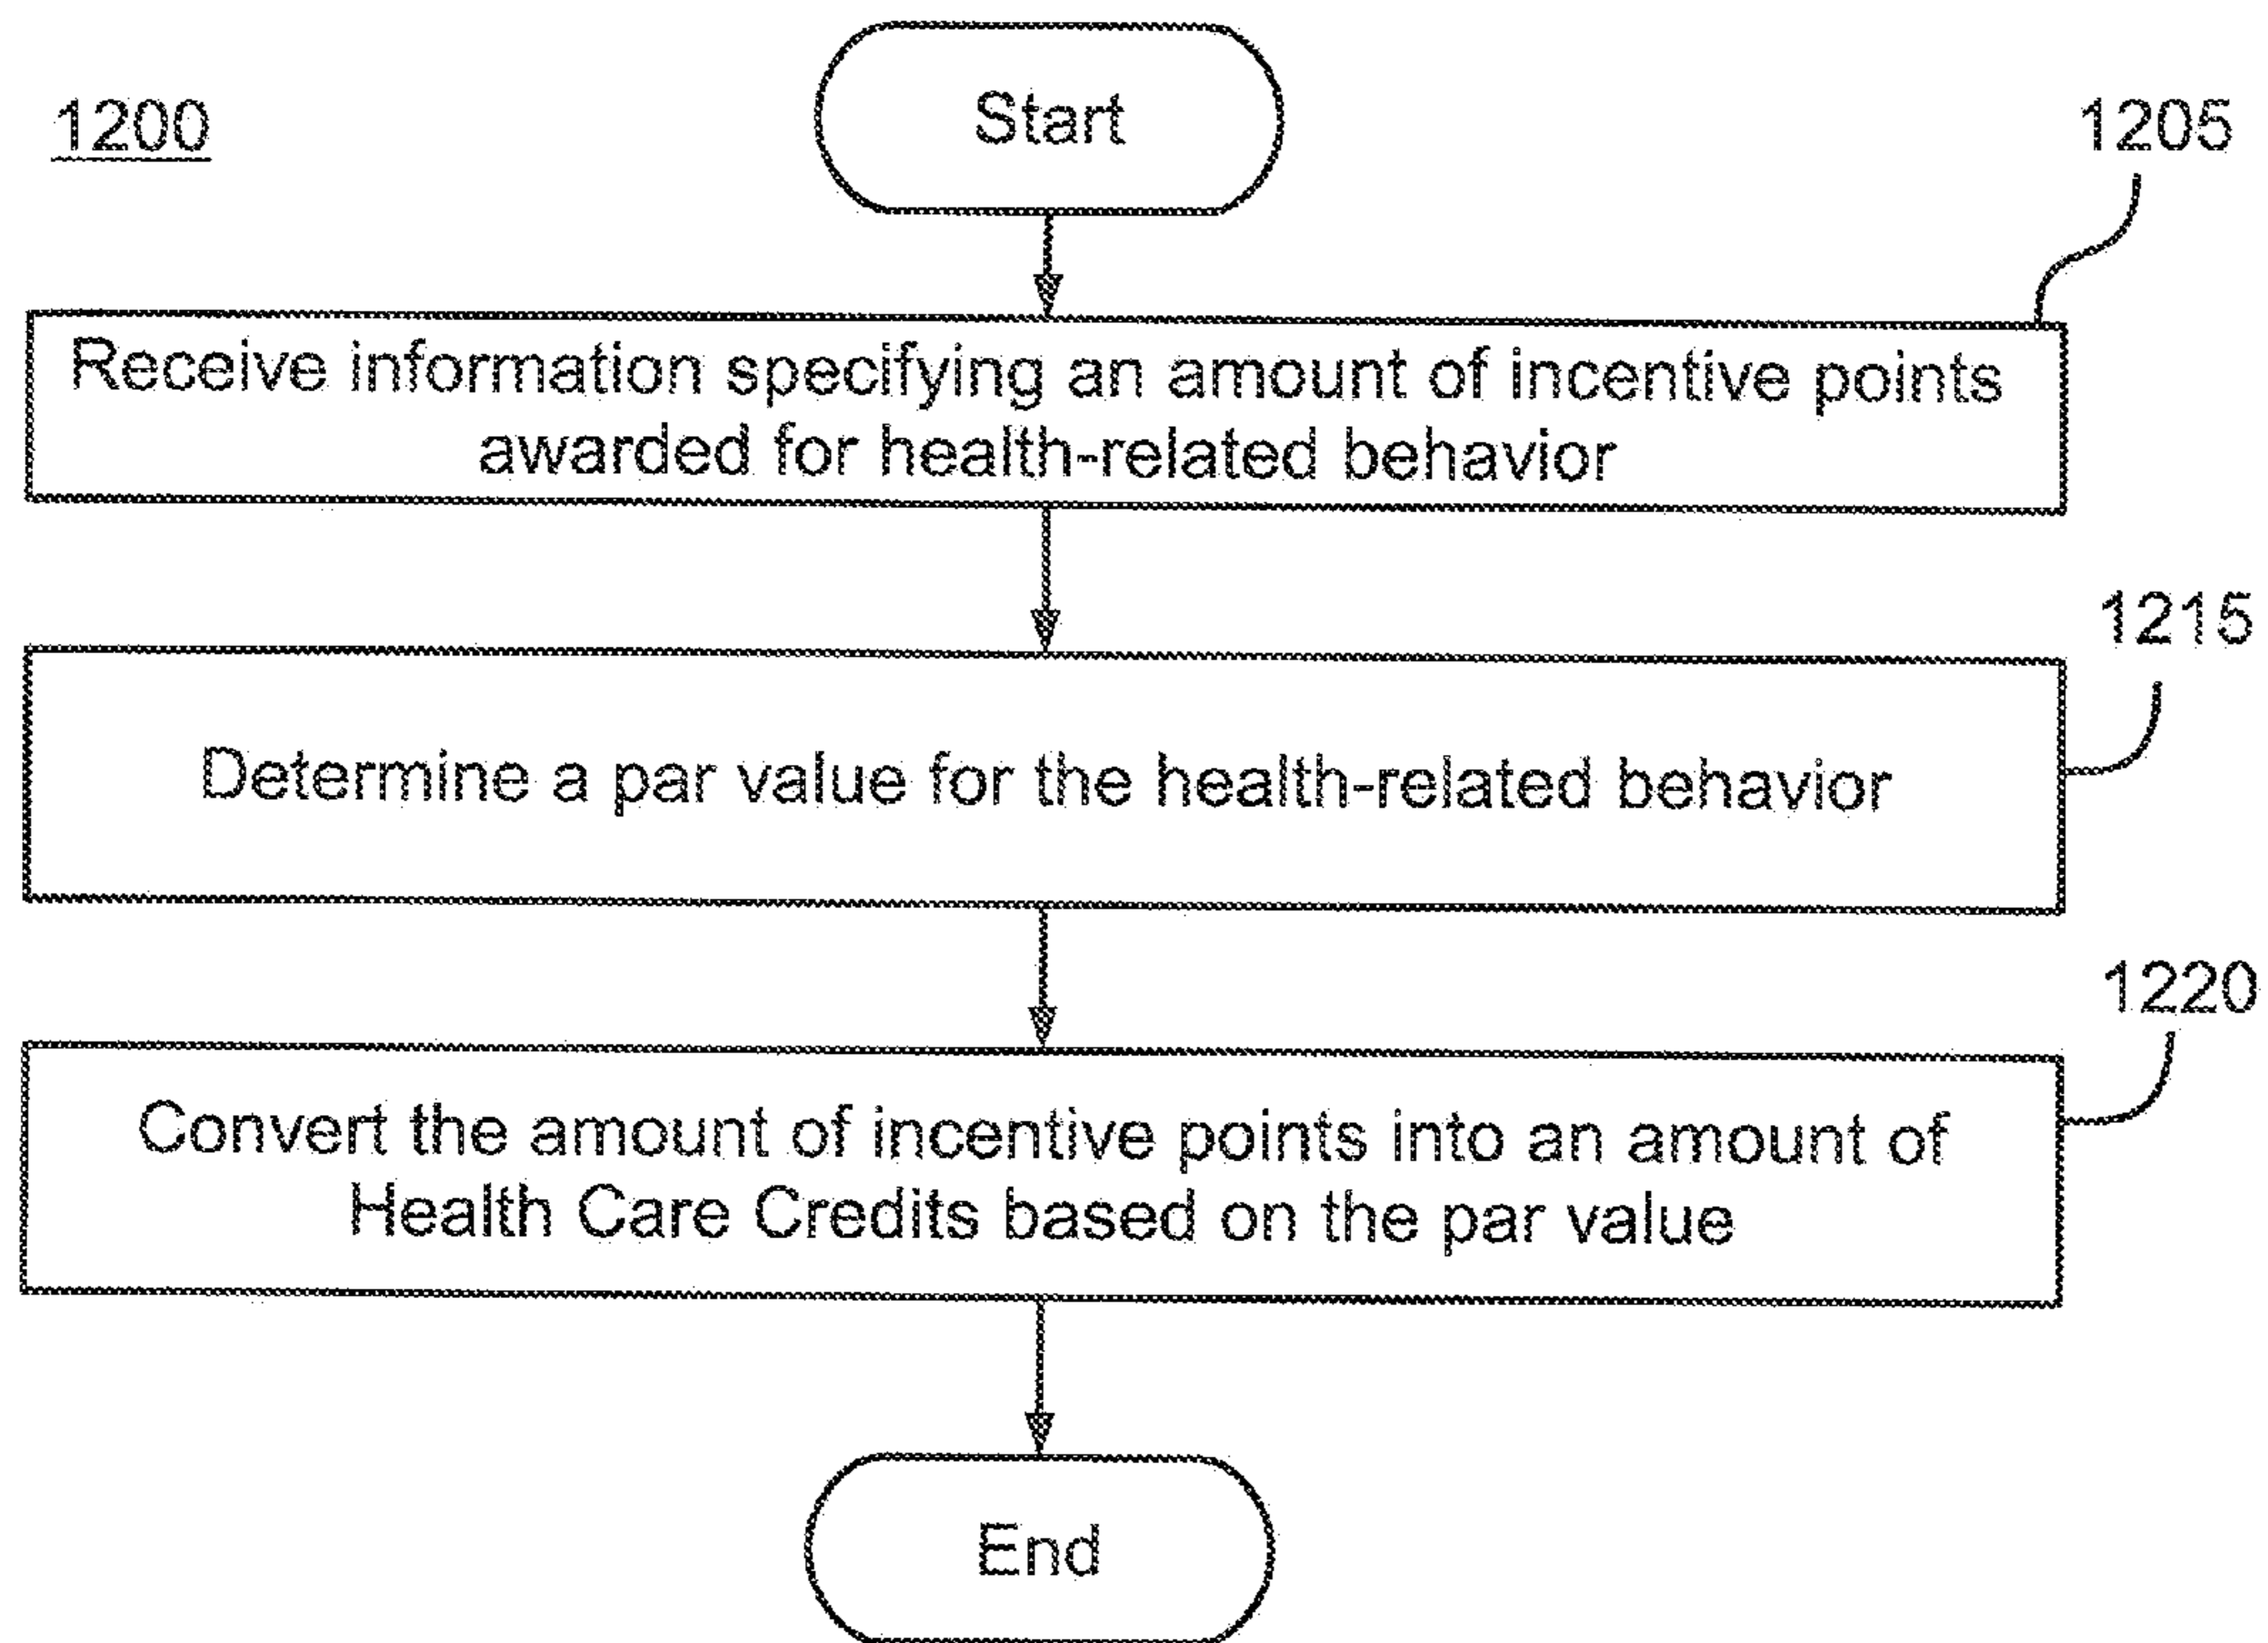 1200
Start
1205
Receive information specifying an amount of incentive points
awarded for health-related behavior
1215
Determine a par value for the health-related behavior
1220
Convert the amount of incentive points into an amount of
Health Care Credits based on the par value
End